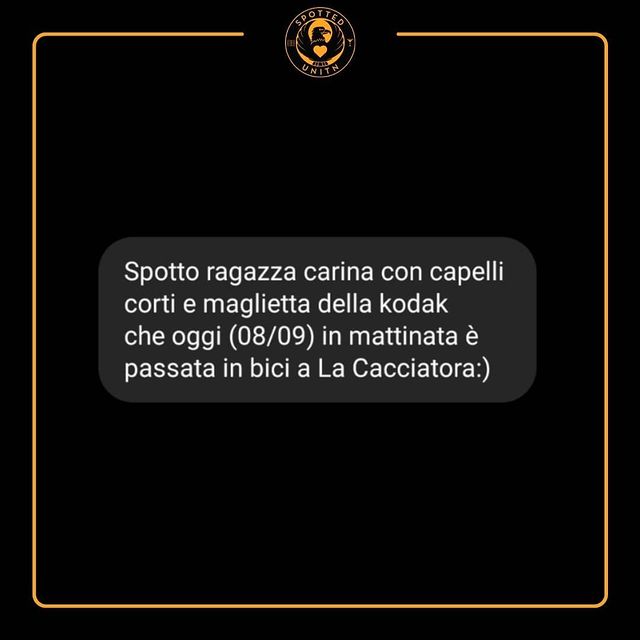 SPOTTED
UNITN
Spotto ragazza carina con capelli
corti e maglietta della kodak
che oggi (08/09) in mattinata è
passata in bici a La Cacciatora:)